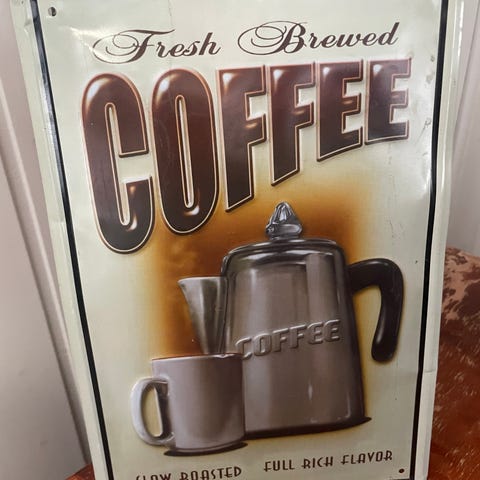 Fresh Brewed
COFFEE
COFFEE
SLOW ROASTED FULL RICH FLAVOR